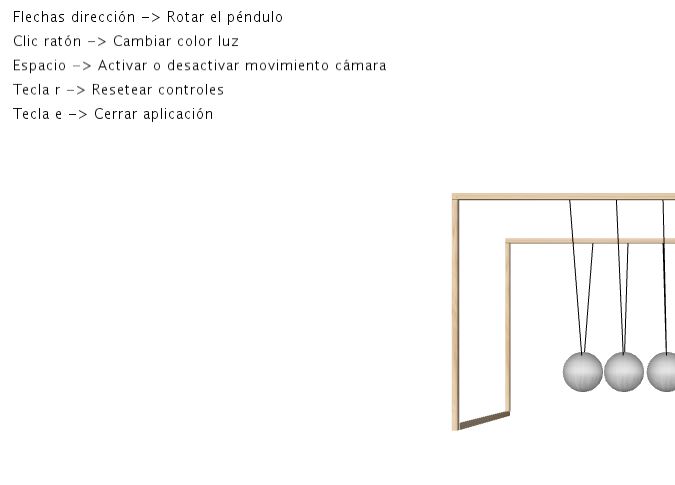 Flechas dirección -> Rotar el péndulo
Clic ratón -> Cambiar color luz
Espacio -> Activar o desactivar movimiento cámara
Tecla r -> Resetear controles
Tecla e -> Cerrar aplicación